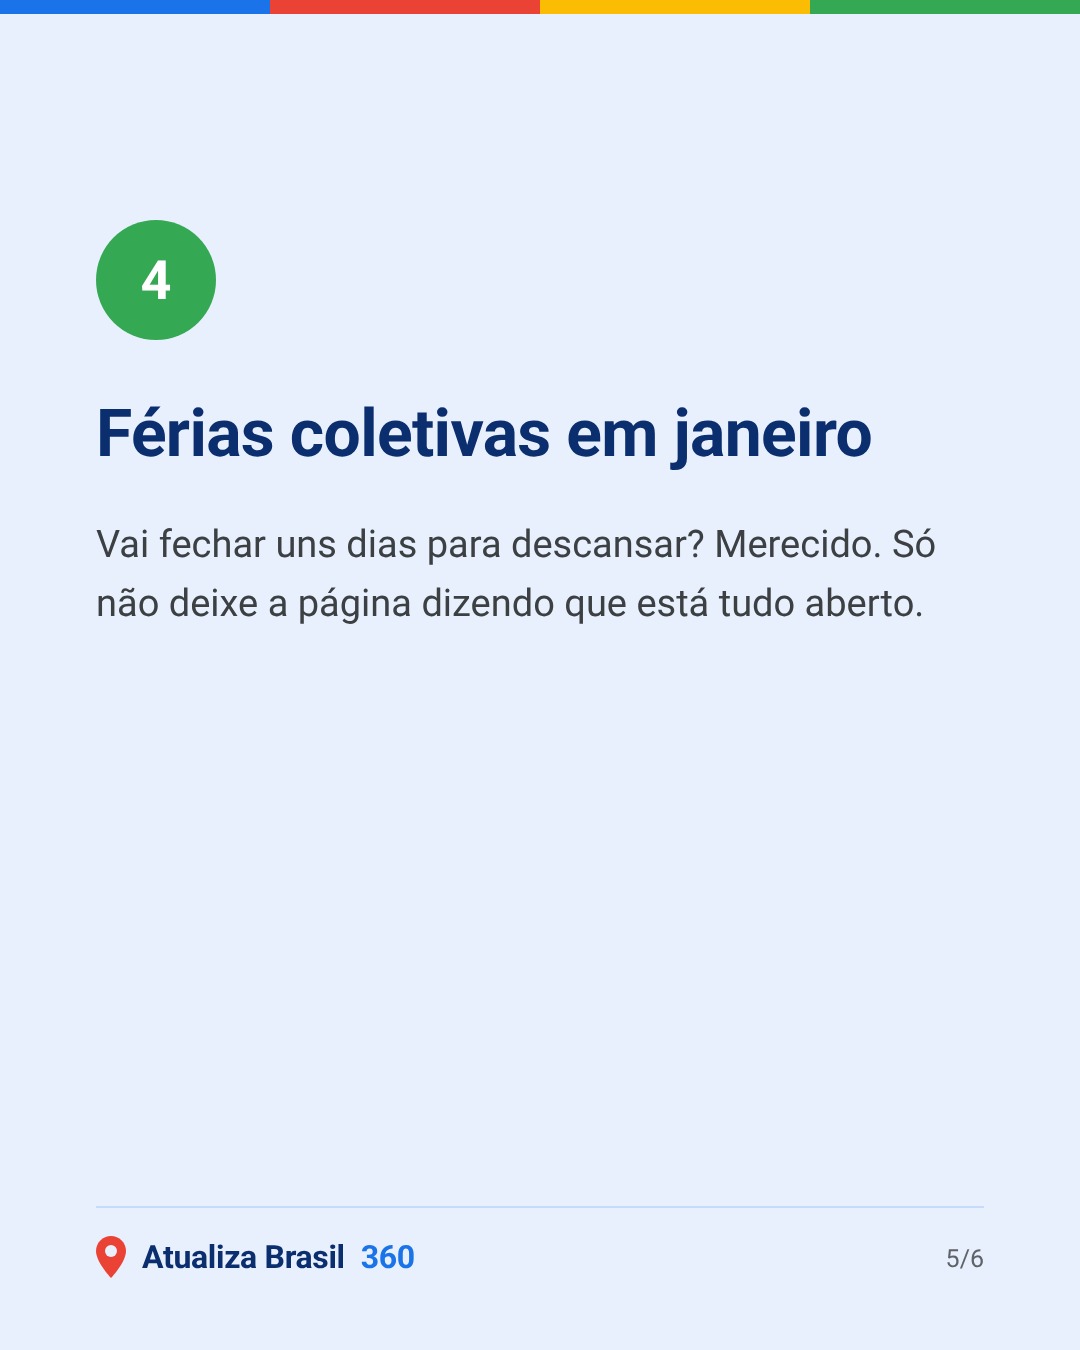 4
Férias coletivas em janeiro
Vai fechar uns dias para descansar? Merecido. Só
não deixe a página dizendo que está tudo aberto.
Atualiza Brasil 360
5/6